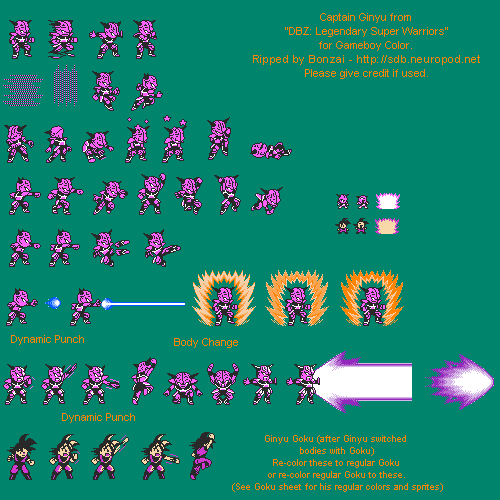 Captain Ginyu from
"DBZ: Legendary Super Warriors"
for Gameboy Color.
Ripped by Bonzai - http://sdb.neuropod.net
Please give credit if used.
Dynamic Punch
Body Change
Dynamic Punch
Ginyu Goku (after Ginyu switched
bodies with Goku)
Re-color these to regular Goku
or re-color regular Goku to these.
(See Goku sheet for his regular colors and sprites)